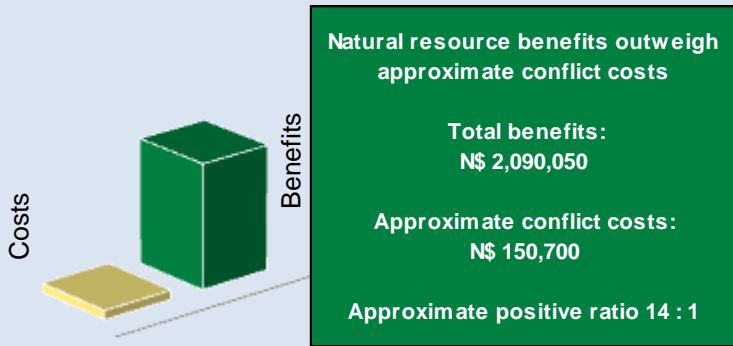 Costs
Benefits
Natural resource benefits outweigh
approximate conflict costs
Total benefits:
N$ 2,090,050
Approximate conflict costs:
N$ 150,700
Approximate positive ratio 14 : 1